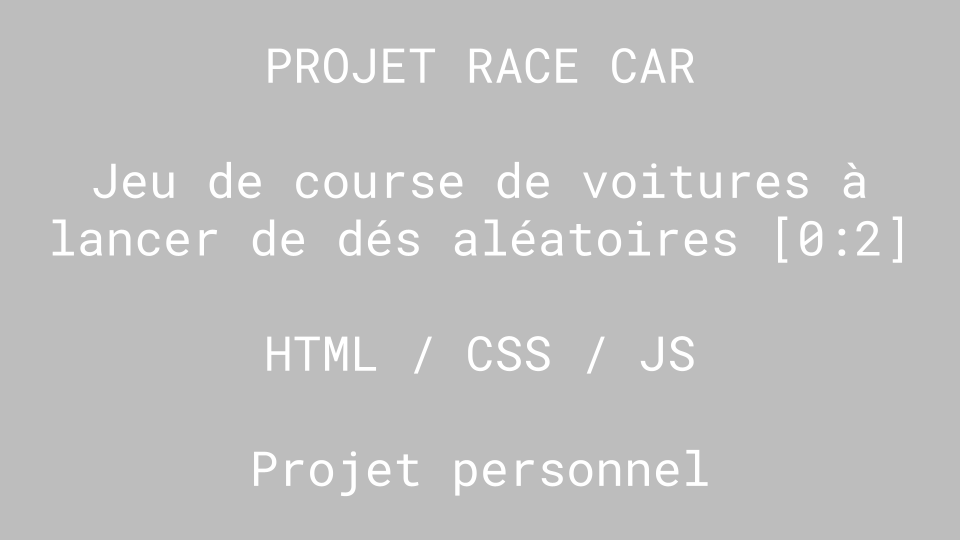 PROJET RACE CAR
Jeu de course de voitures à
lancer de dés aléatoires [0:2]
HTML / CSS / JS
Projet personnel